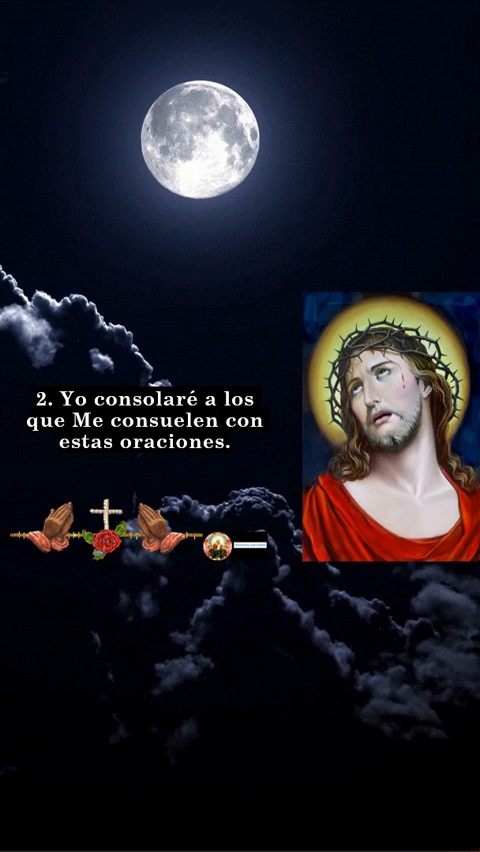 2. Yo consolaré a los
que Me consuelen con
estas oraciones.